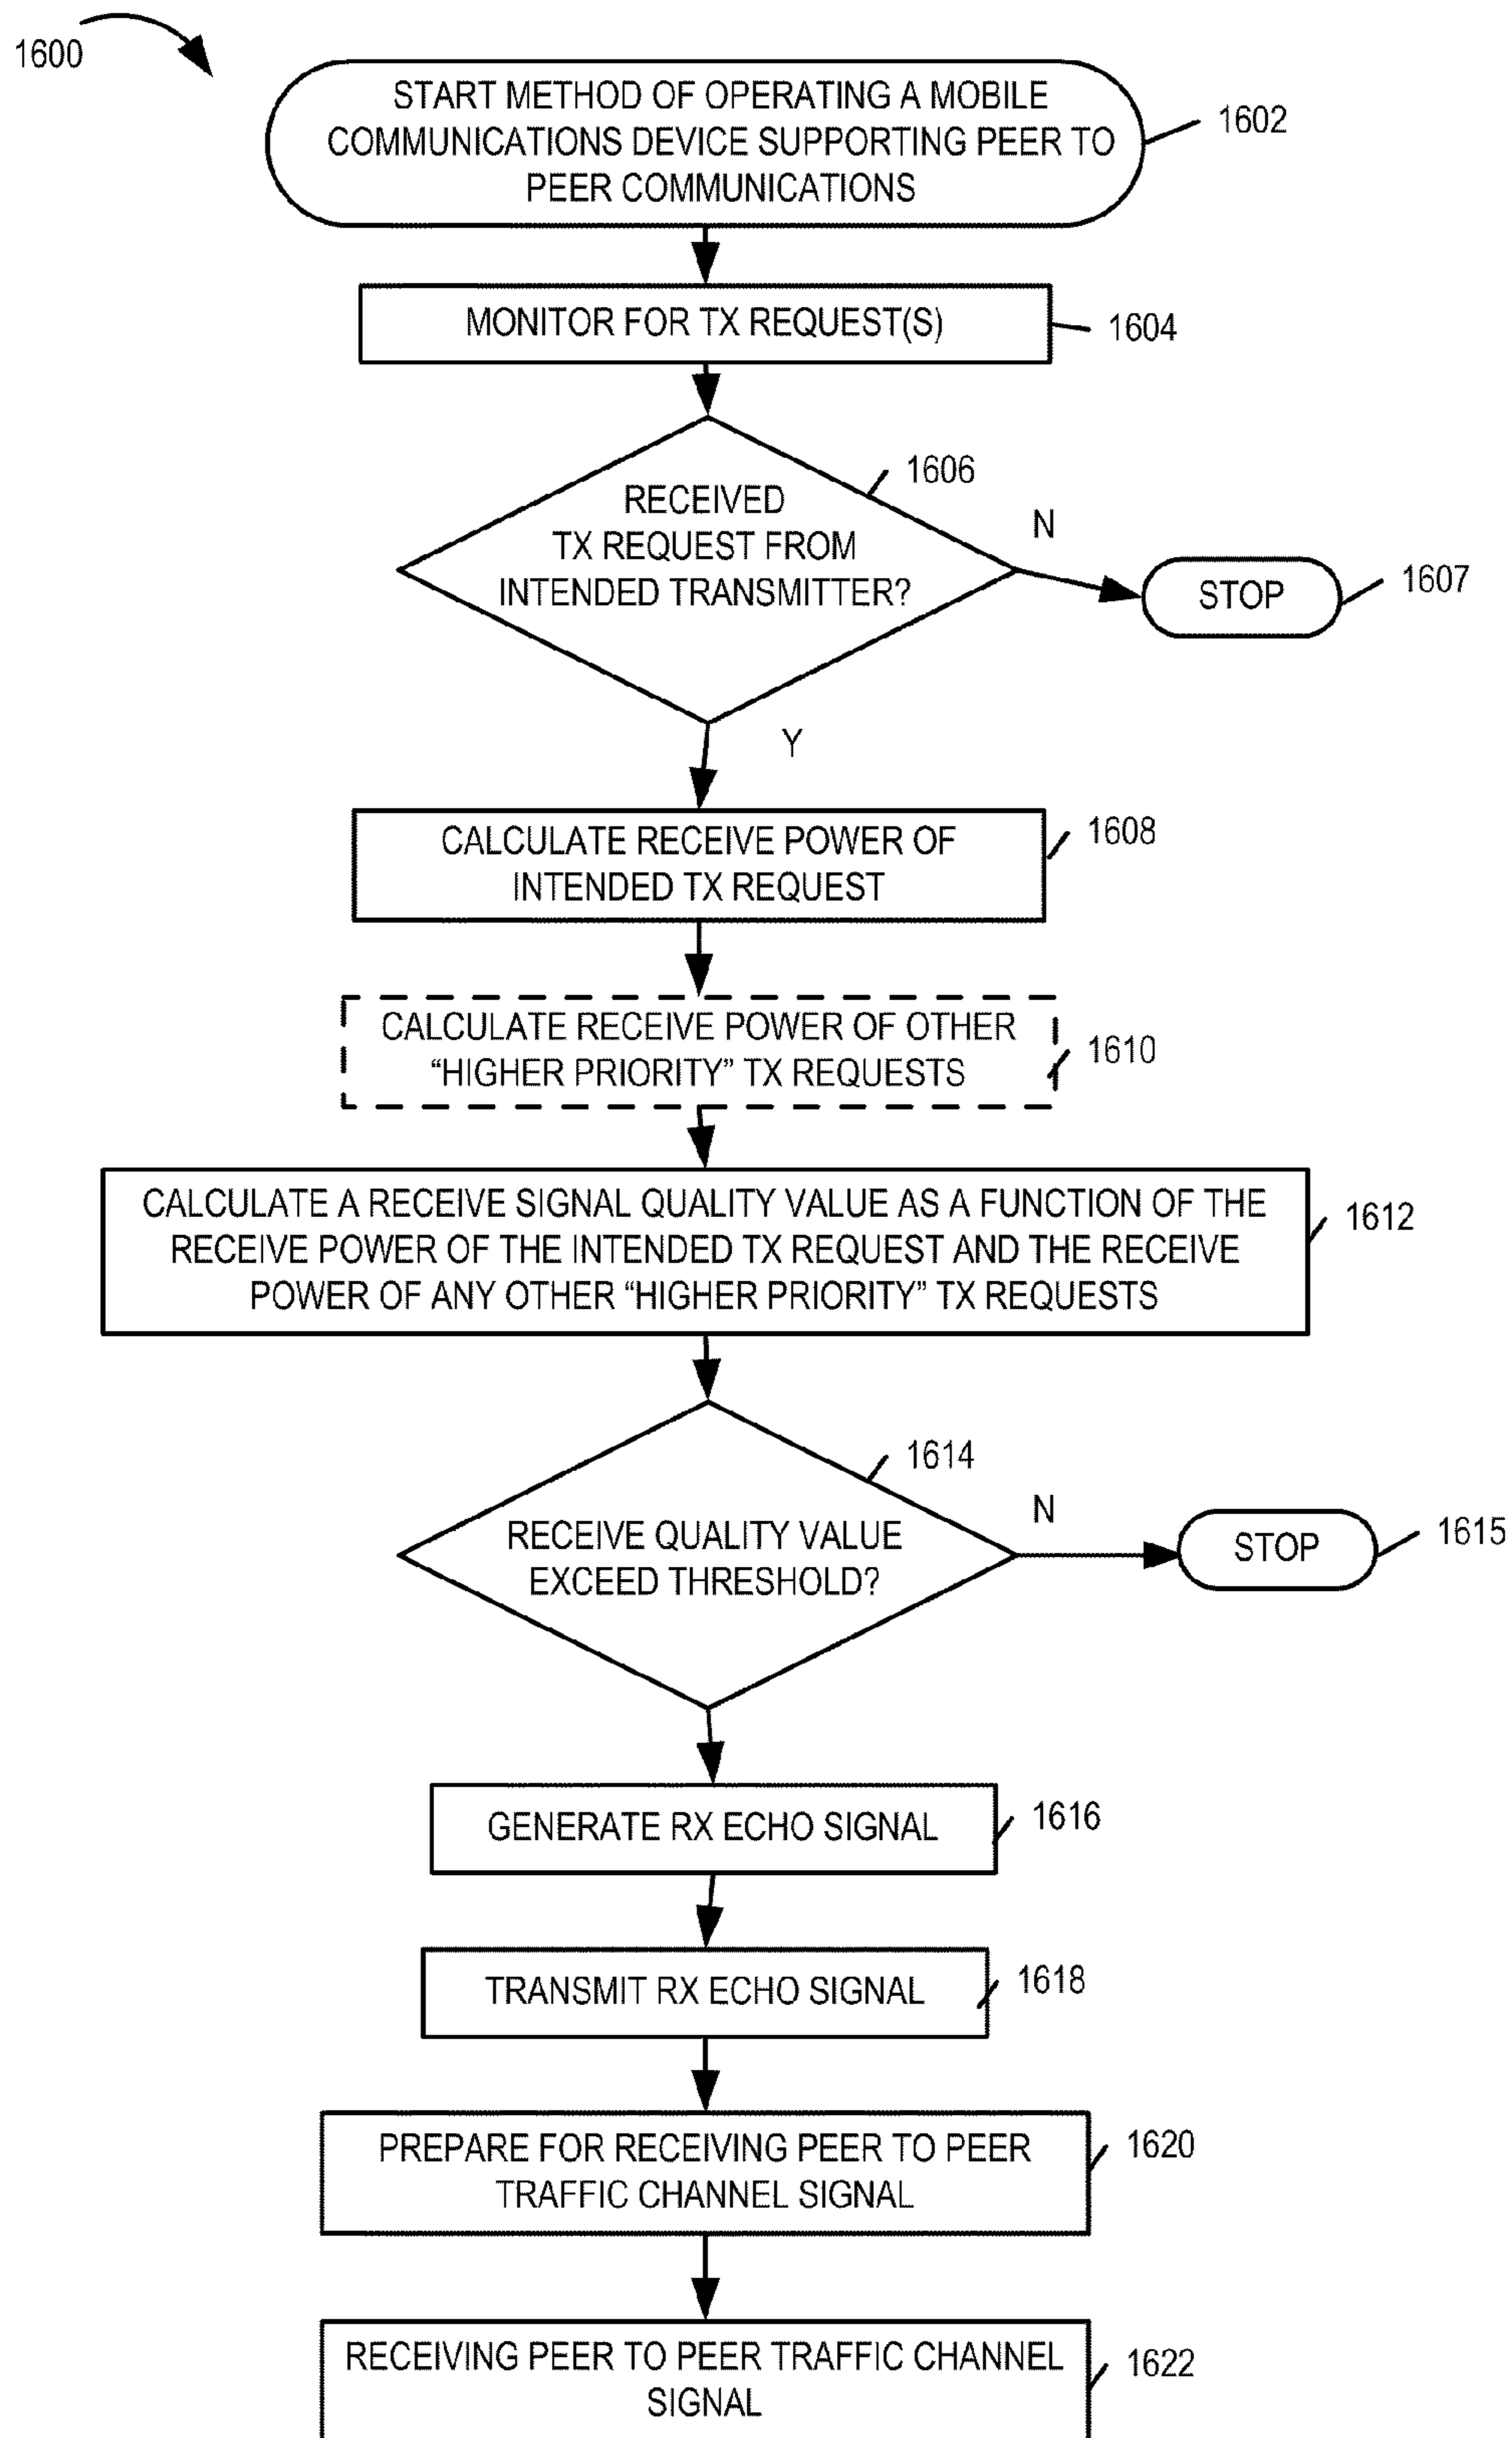 1600
START METHOD OF OPERATING A MOBILE
COMMUNICATIONS DEVICE SUPPORTING PEER TO
PEER COMMUNICATIONS
1602
MONITOR FOR TX REQUEST(S)
1604
1606
RECEIVED
TX REQUEST FROM
INTENDED TRANSMITTER?
N
STOP
1607
Y
CALCULATE RECEIVE POWER OF
INTENDED TX REQUEST
1608
CALCULATE RECEIVE POWER OF OTHER
“HIGHER PRIORITY” TX REQUESTS
1610
CALCULATE A RECEIVE SIGNAL QUALITY VALUE AS A FUNCTION OF THE
RECEIVE POWER OF THE INTENDED TX REQUEST AND THE RECEIVE
POWER OF ANY OTHER “HIGHER PRIORITY” TX REQUESTS
1612
1614
RECEIVE QUALITY VALUE
EXCEED THRESHOLD?
N
STOP
1615
GENERATE RX ECHO SIGNAL
1616
TRANSMIT RX ECHO SIGNAL
1618
PREPARE FOR RECEIVING PEER TO PEER
TRAFFIC CHANNEL SIGNAL
1620
RECEIVING PEER TO PEER TRAFFIC CHANNEL
SIGNAL
1622